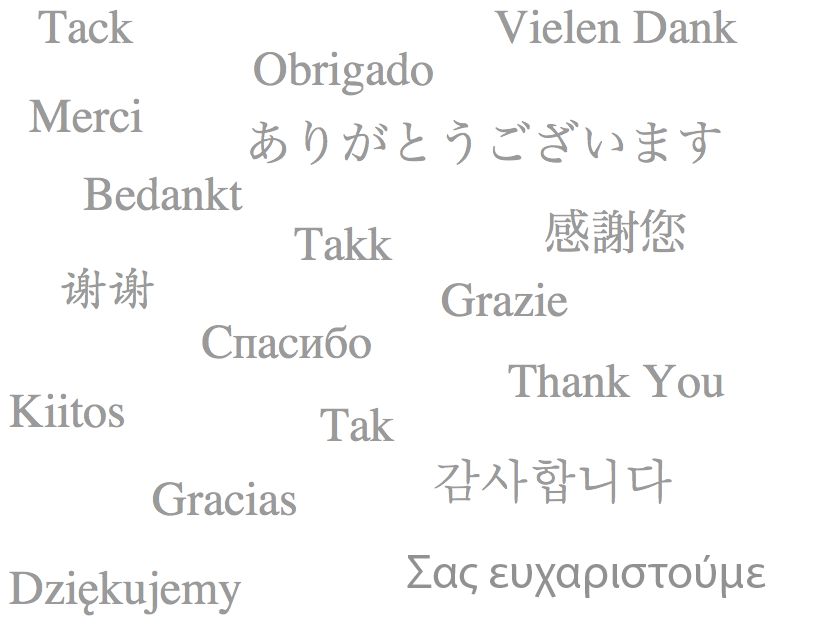 Tack
Vielen Dank
Obrigado
Merci
ありがとうございます
Bedankt
感謝您
Takk
谢谢
Grazie
Спасибо
Thank You
Kiitos
Tak
감사합니다
Gracias
Σας ευχαριστούμε
Dziękujemy